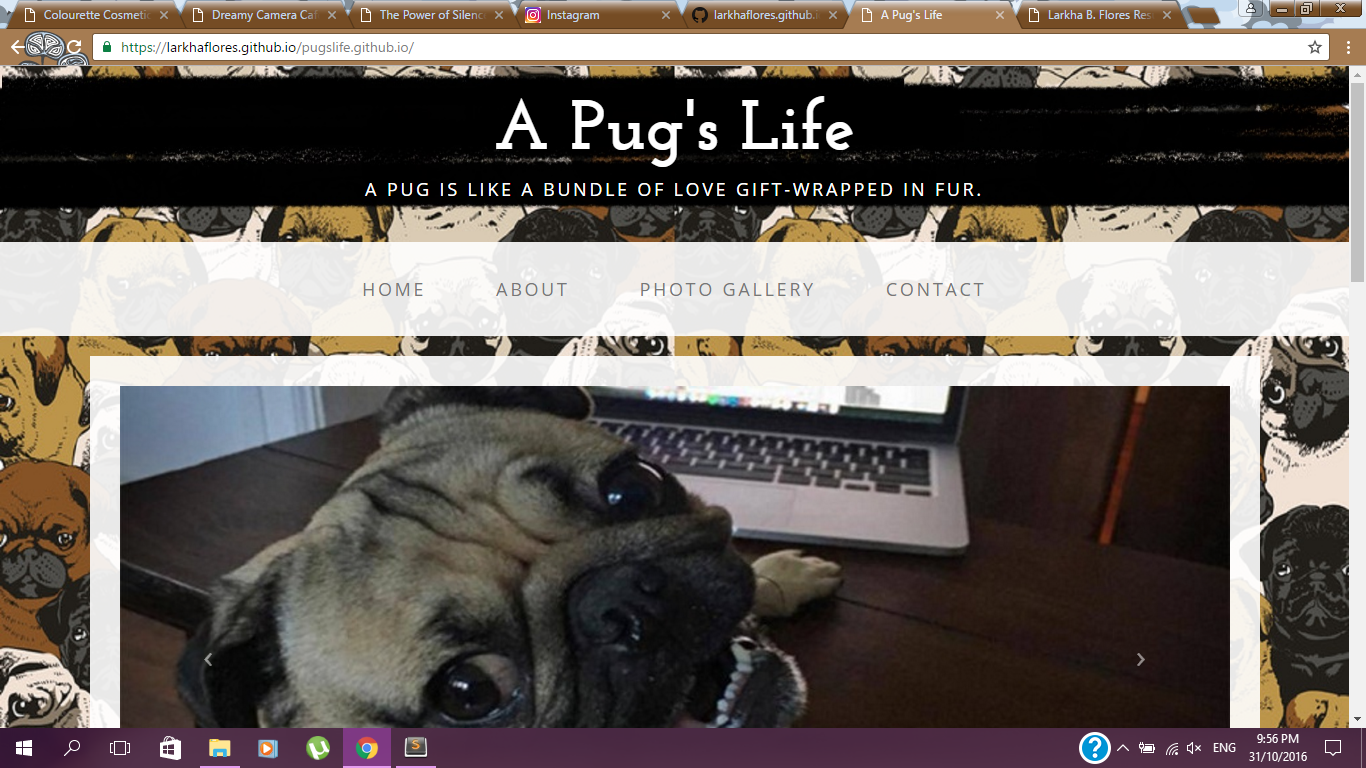 Colourette Cosmetic
Dreamy Camera Caf
The Power of Silenc
Instagram
larkhaflores.github.i
A Pug's Life
Larkha B. Flores Res
https://larkhaflores.github.io/pugslife.github.io/
A Pug's Life
A PUG IS LIKE A BUNDLE OF LOVE GIFT-WRAPPED IN FUR.
HOME ABOUT PHOTO GALLERY CONTACT
ENG
9:56 PM
31/10/2016